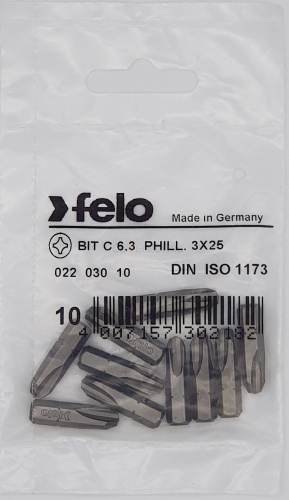 felo
Made in Germany
BIT C 6,3 PHILL. 3X25
022 030 10 DIN ISO 1173
10
4 007157 302182
felo